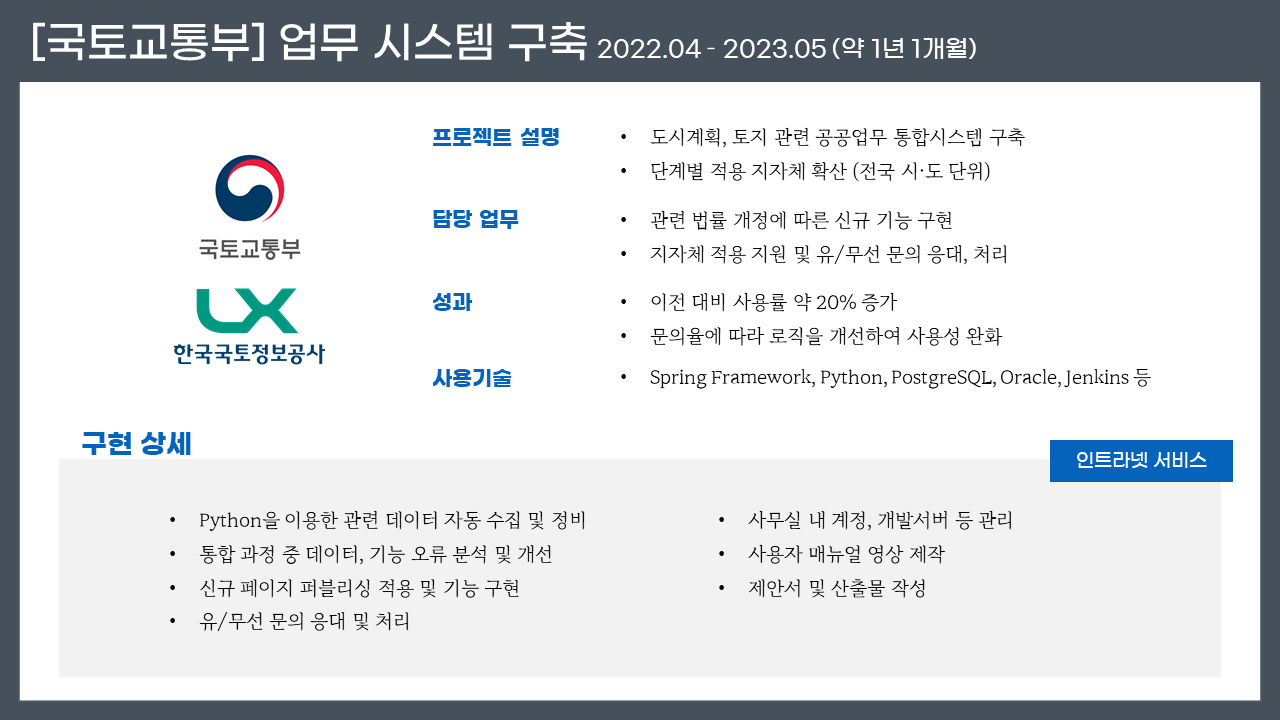 [국토교통부] 업무 시스템 구축 2022.04 - 2023.05 (약 1년 1개월)
국토교통부
LX
한국국토정보공사
프로젝트 설명
• 도시계획, 토지 관련 공공업무 통합시스템 구축
• 단계별 적용 지자체 확산 (전국 시·도 단위)
담당 업무
• 관련 법률 개정에 따른 신규 기능 구현
• 지자체 적용 지원 및 유/무선 문의 응대, 처리
성과
• 이전 대비 사용률 약 20% 증가
• 문의율에 따라 로직을 개선하여 사용성 완화
사용기술
• Spring Framework, Python, PostgreSQL, Oracle, Jenkins 등
구현 상세
인트라넷 서비스
• Python을 이용한 관련 데이터 자동 수집 및 정비
• 통합 과정 중 데이터, 기능 오류 분석 및 개선
• 신규 페이지 퍼블리싱 적용 및 기능 구현
• 유/무선 문의 응대 및 처리
• 사무실 내 계정, 개발서버 등 관리
• 사용자 매뉴얼 영상 제작
• 제안서 및 산출물 작성